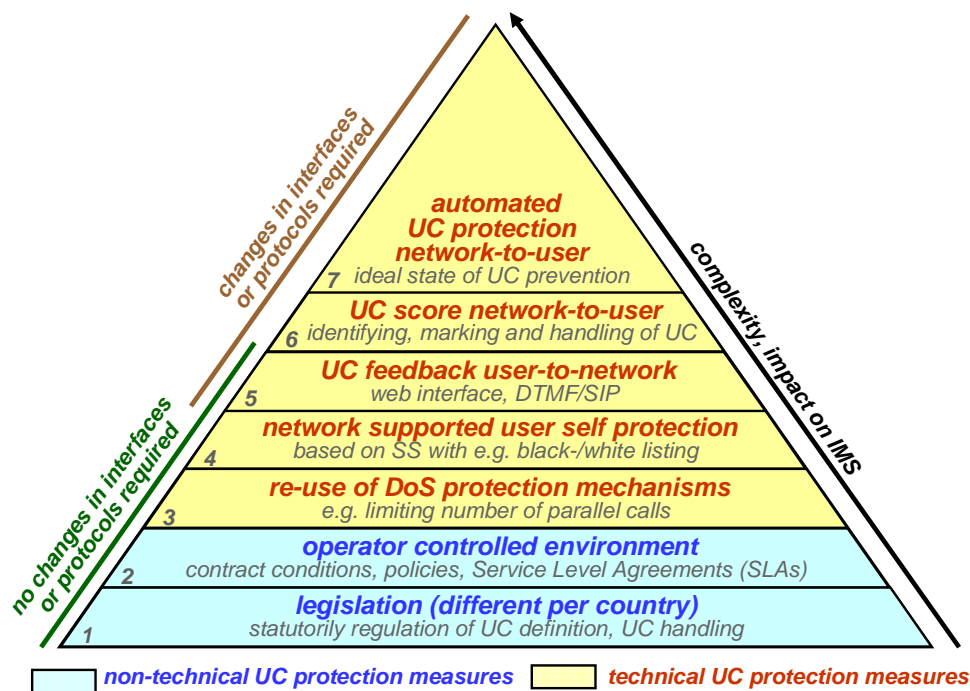 changes in interfaces
or protocols required
no changes in interfaces
or protocols required
complexity, impact on IMS
automated
UC protection
network-to-user
7
ideal state of UC prevention
UC score network-to-user
6
identifying, marking and handling of UC
UC feedback user-to-network
5
web interface, DTMF/SIP
network supported user self protection
4
based on SS with e.g. black-/white listing
re-use of DoS protection mechanisms
3
e.g. limiting number of parallel calls
operator controlled environment
2
contract conditions, policies, Service Level Agreements (SLAs)
legislation (different per country)
1
statutorily regulation of UC definition, UC handling
non-technical UC protection measures
technical UC protection measures